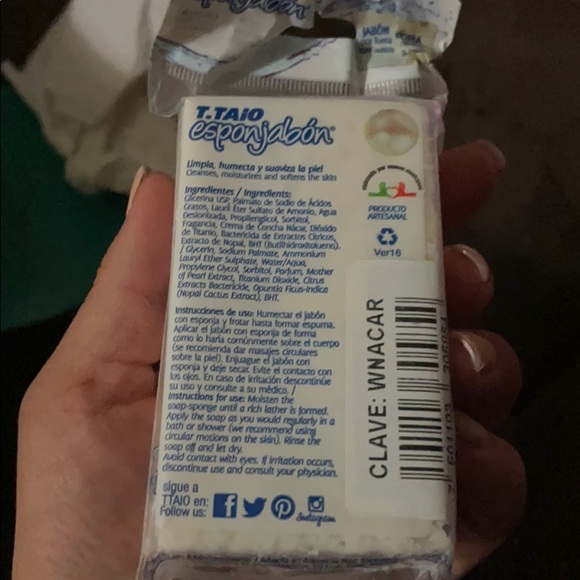 esponjabón
JABÓN
T.TAIO
esponjabón®
Limpia, humecta y suaviza la piel
Cleanses, moisturizes and softens the skin
Ingredientes / Ingredients:
Glicerina USP, Palmato de Sodio de Ácidos
Grasos, Lauril Éter Sulfato de Amonio, Agua
Desionizada, Propilenglicol, Sorbitol,
Fragancia, Crema de Concha Nácar, Dióxido
de Titanio, Bactericida de Extractos Cítricos,
Extracto de Nopal, BHT (Butilhidroxitolueno).
/ Glycerin, Sodium Palmate, Ammonium
Lauryl Ether Sulphate, Water/Aqua,
Propylene Glycol, Sorbitol, Parfum, Mother
of Pearl Extract, Titanium Dioxide, Citrus
Extracts Bactericide, Opuntia Ficus-indica
(Nopal Cactus Extract), BHT.
Instrucciones de uso: Humectar el jabón
con esponja y frotar hasta formar espuma.
Aplicar el jabón con esponja de forma
como lo haría comúnmente sobre el cuerpo
(se recomienda dar masajes circulares
sobre la piel). Enjuague el jabón con
esponja y deje secar. Evite el contacto con
los ojos. En caso de irritación descontinúe
su uso y consulte a su médico. /
Instructions for use: Moisten the
soap-sponge until a rich lather is formed.
Apply the soap as you would regularly in a
bath or shower (we recommend using
circular motions on the skin). Rinse the
soap off and let dry.
Avoid contact with eyes. If irritation occurs,
discontinue use and consult your physician.
sigue a
TTAIO en:
Follow us:
Instagram
PRODUCTO
ARTESANAL
Ver16
CLAVE: WNACAR